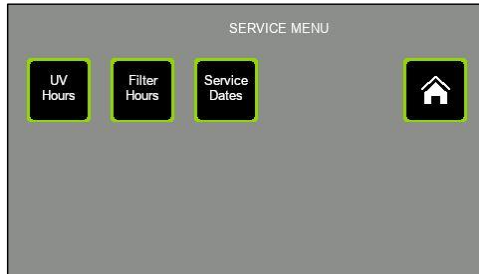 SERVICE MENU
UV
Hours
Filter
Hours
Service
Dates